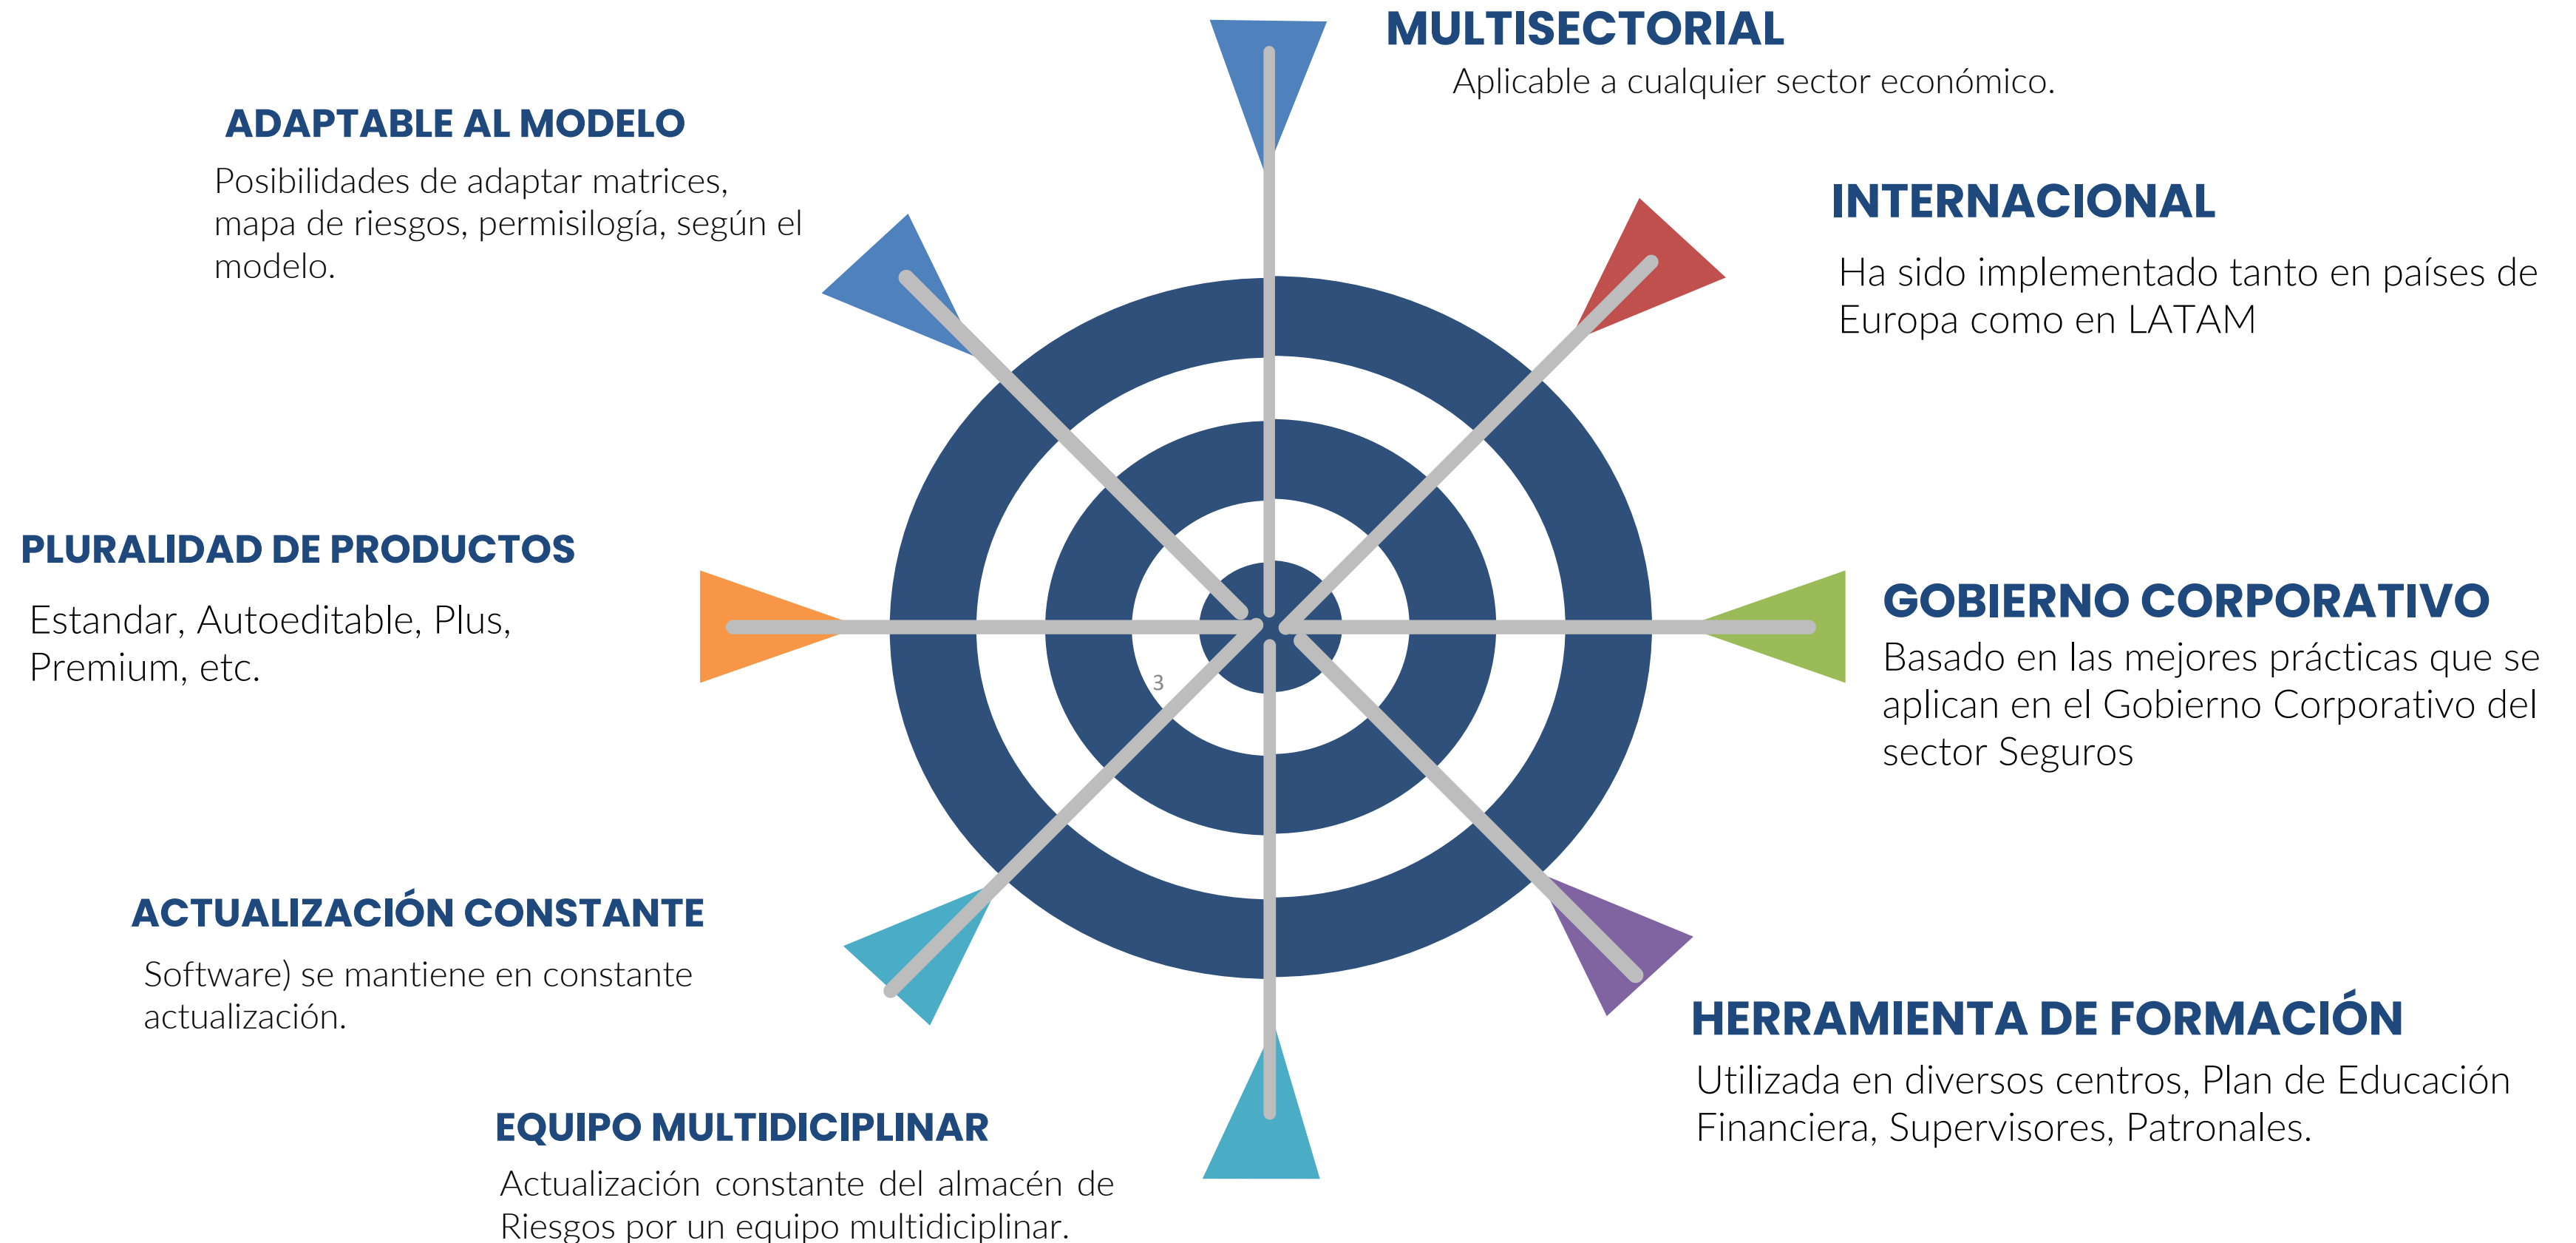 MULTISECTORIAL
Aplicable a cualquier sector económico.
ADAPTABLE AL MODELO
Posibilidades de adaptar matrices,
mapa de riesgos, permisilogía, según el
modelo.
INTERNACIONAL
Ha sido implementado tanto en países de
Europa como en LATAM
PLURALIDAD DE PRODUCTOS
Estandar, Autoeditable, Plus,
Premium, etc.
GOBIERNO CORPORATIVO
Basado en las mejores prácticas que se
aplican en el Gobierno Corporativo del
sector Seguros
3
ACTUALIZACIÓN CONSTANTE
Software) se mantiene en constante
actualización.
HERRAMIENTA DE FORMACIÓN
Utilizada en diversos centros, Plan de Educación
Financiera, Supervisores, Patronales.
EQUIPO MULTIDICIPLINAR
Actualización constante del almacén de
Riesgos por un equipo multidiciplinar.